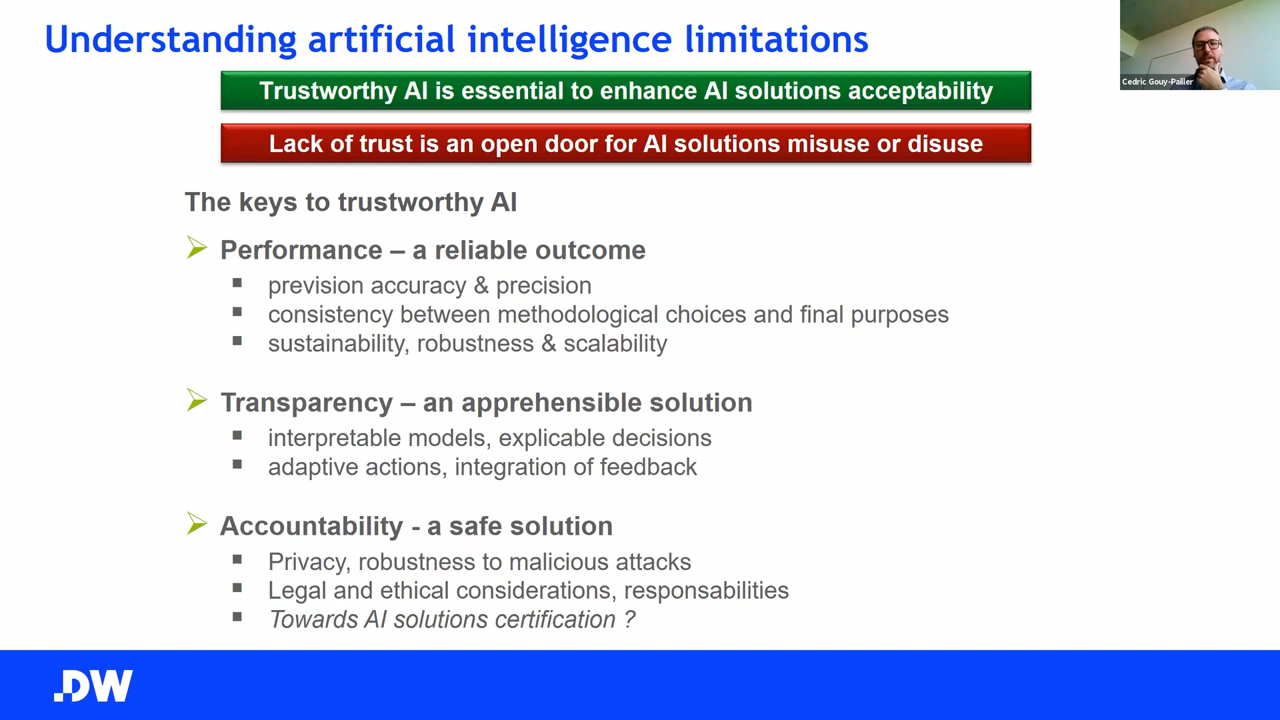 Understanding artificial intelligence limitations
Cedric Gouy-Pailler
Trustworthy AI is essential to enhance AI solutions acceptability
Lack of trust is an open door for AI solutions misuse or disuse
The keys to trustworthy AI
Performance – a reliable outcome
prevision accuracy & precision
consistency between methodological choices and final purposes
sustainability, robustness & scalability
Transparency – an apprehensible solution
interpretable models, explicable decisions
adaptive actions, integration of feedback
Accountability - a safe solution
Privacy, robustness to malicious attacks
Legal and ethical considerations, responsabilities
Towards AI solutions certification ?
.DW